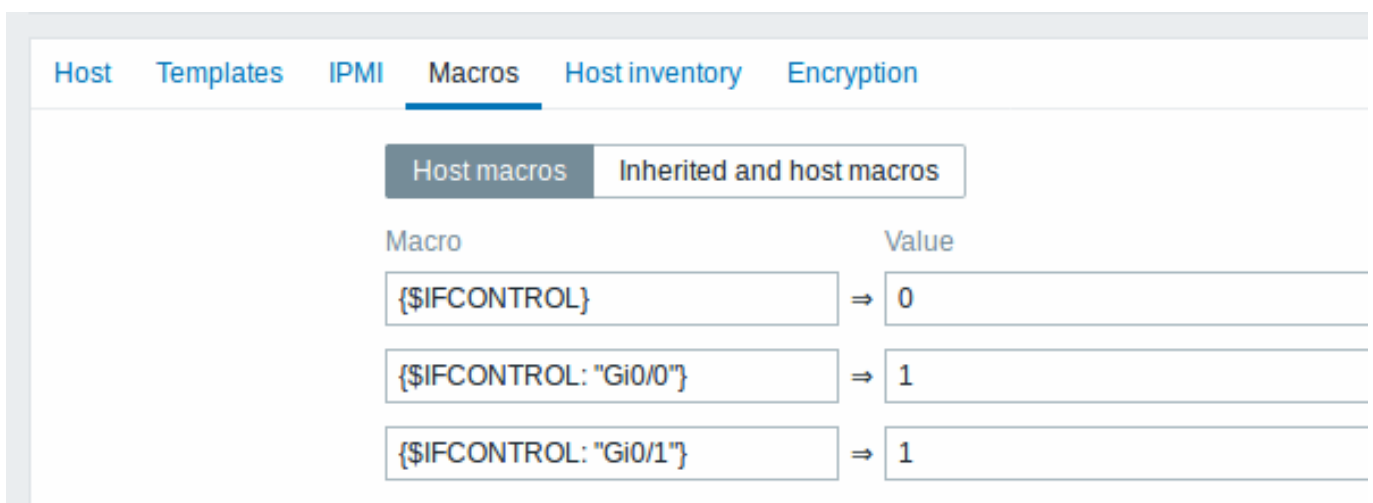 Host Templates IPMI Macros Host inventory Encryption
Host macros Inherited and host macros
Macro Value
{$IFCONTROL} ⇒ 0
{$IFCONTROL: "Gi0/0"} ⇒ 1
{$IFCONTROL: "Gi0/1"} ⇒ 1